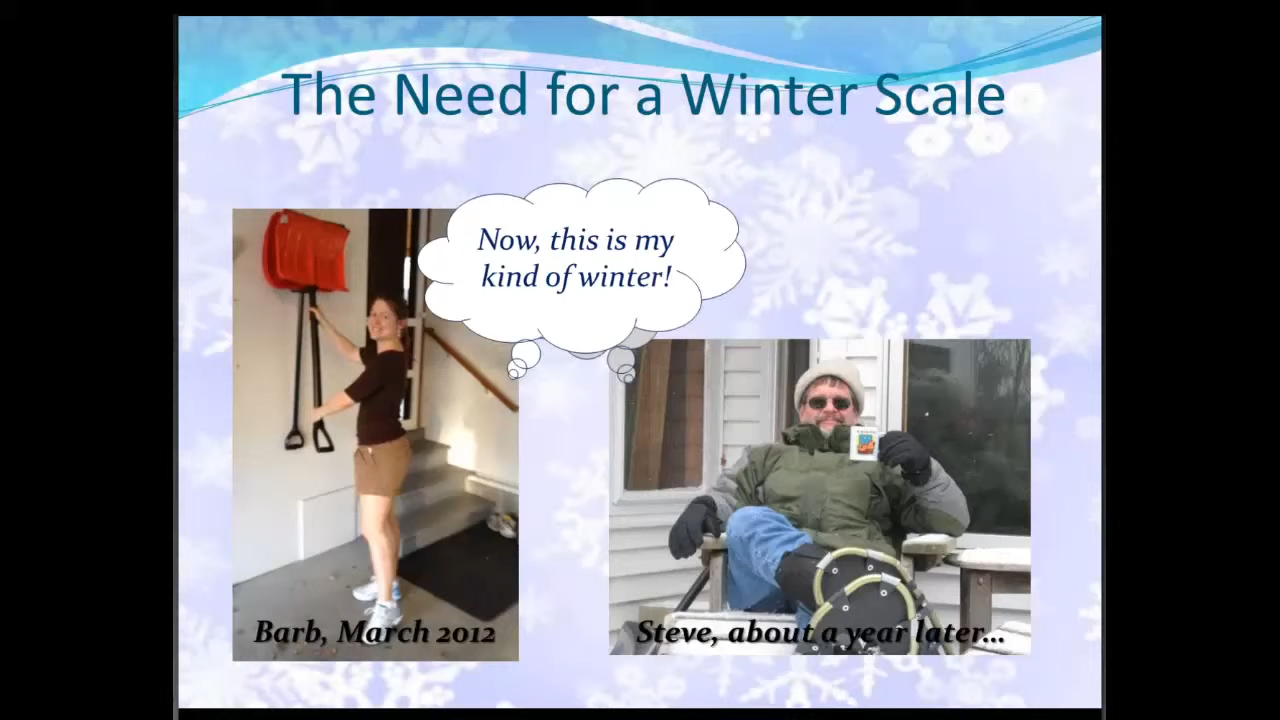 The Need for a Winter Scale
Now, this is my
kind of winter!
Barb, March 2012
Steve, about a year later...